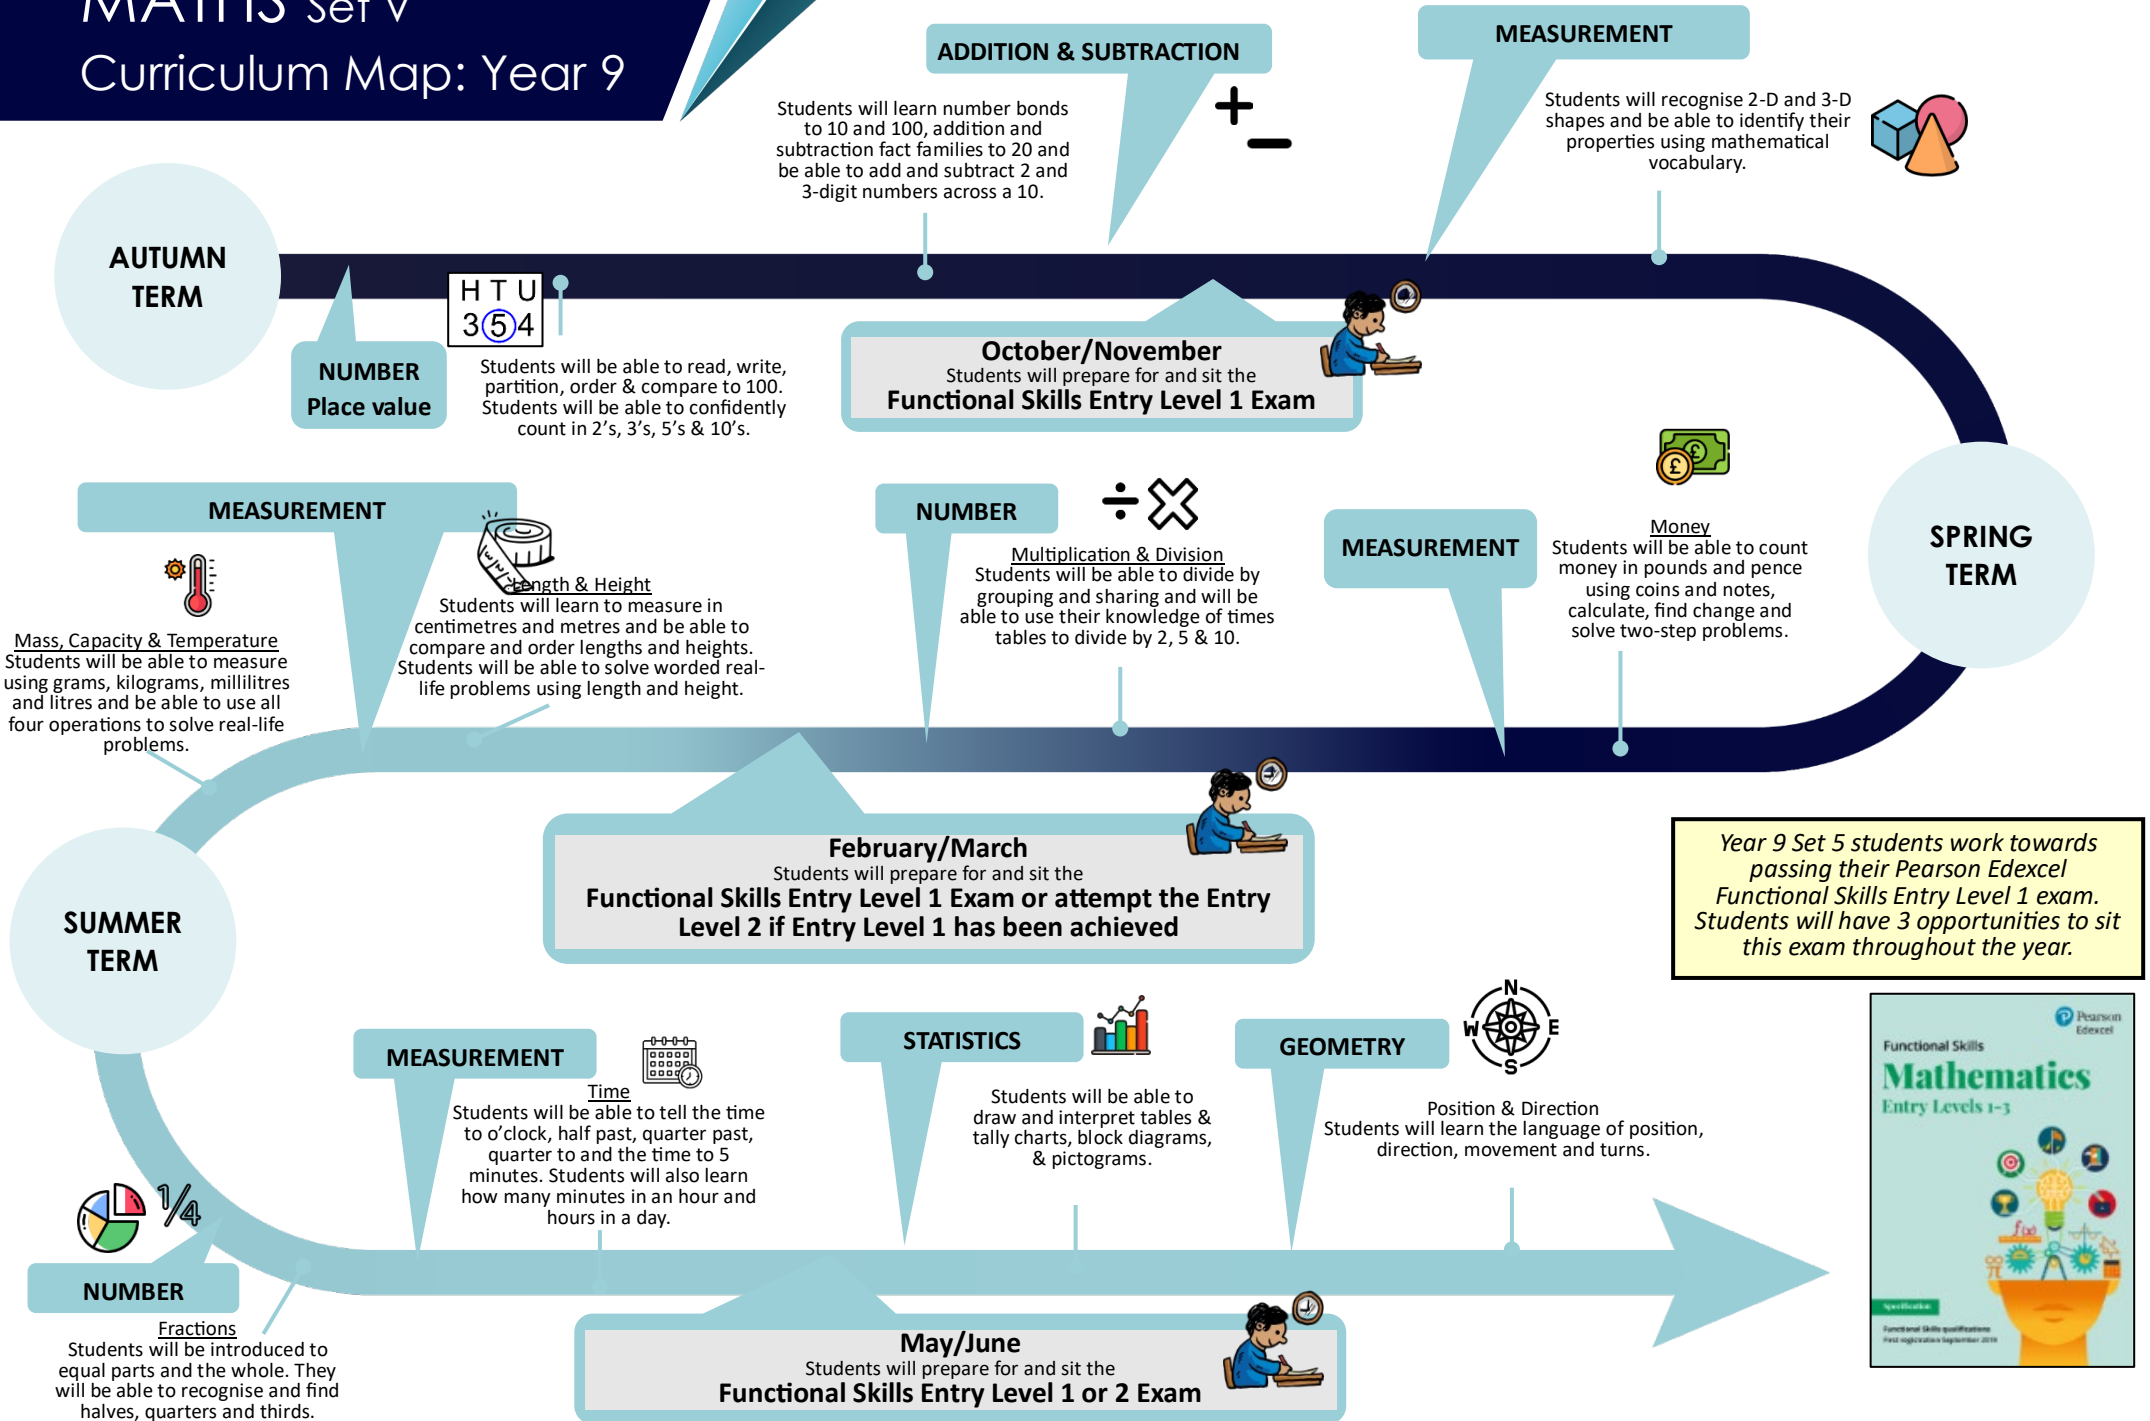 MATHS Set V
Curriculum Map: Year 9
ADDITION & SUBTRACTION
Students will learn number bonds
to 10 and 100, addition and
subtraction fact families to 20 and
be able to add and subtract 2 and
3-digit numbers across a 10.
MEASUREMENT
Students will recognise 2-D and 3-D
shapes and be able to identify their
properties using mathematical
vocabulary.
AUTUMN
TERM
NUMBER
Place value
H T U
3 5 4
Students will be able to read, write,
partition, order & compare to 100.
Students will be able to confidently
count in 2’s, 3’s, 5’s & 10’s.
October/November
Students will prepare for and sit the
Functional Skills Entry Level 1 Exam
SPRING
TERM
MEASUREMENT
Money
Students will be able to count
money in pounds and pence
using coins and notes,
calculate, find change and
solve two-step problems.
NUMBER
Multiplication & Division
Students will be able to divide by
grouping and sharing and will be
able to use their knowledge of times
tables to divide by 2, 5 & 10.
MEASUREMENT
Length & Height
Students will learn to measure in
centimetres and metres and be able to
compare and order lengths and heights.
Students will be able to solve worded real-
life problems using length and height.
Mass, Capacity & Temperature
Students will be able to measure
using grams, kilograms, millilitres
and litres and be able to use all
four operations to solve real-life
problems.
February/March
Students will prepare for and sit the
Functional Skills Entry Level 1 Exam or attempt the Entry
Level 2 if Entry Level 1 has been achieved
Year 9 Set 5 students work towards
passing their Pearson Edexcel
Functional Skills Entry Level 1 exam.
Students will have 3 opportunities to sit
this exam throughout the year.
SUMMER
TERM
NUMBER
Fractions
Students will be introduced to
equal parts and the whole. They
will be able to recognise and find
halves, quarters and thirds.
1/4
MEASUREMENT
Time
Students will be able to tell the time
to o’clock, half past, quarter past,
quarter to and the time to 5
minutes. Students will also learn
how many minutes in an hour and
hours in a day.
STATISTICS
Students will be able to
draw and interpret tables &
tally charts, block diagrams,
& pictograms.
GEOMETRY
N
W E
S
Position & Direction
Students will learn the language of position,
direction, movement and turns.
May/June
Students will prepare for and sit the
Functional Skills Entry Level 1 or 2 Exam
Pearson
Edexcel
Functional Skills
Mathematics
Entry Levels 1-3
f(x)
Specification
Functional Skills qualifications
First registration September 2019